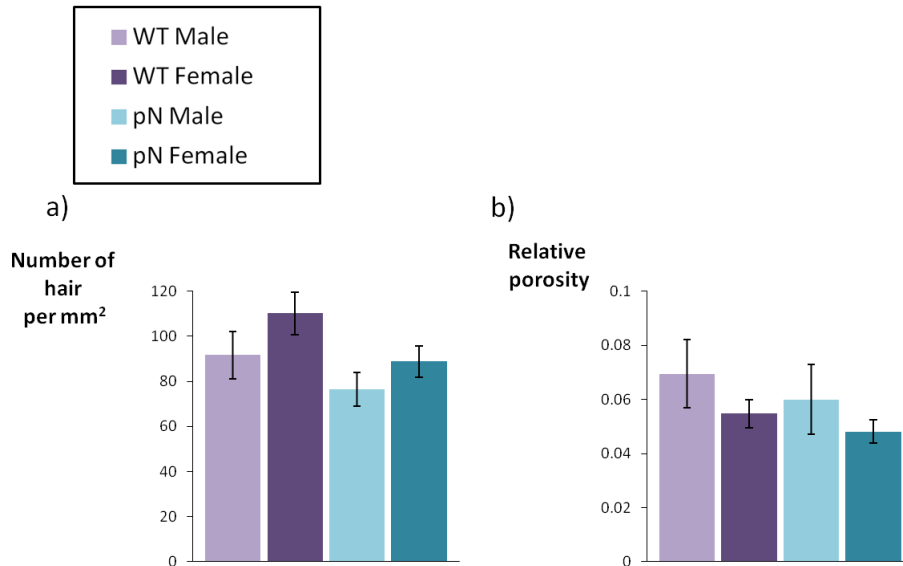 WT Male
WT Female
pN Male
pN Female
a)
Number of
hair
per mm²
120
100
80
60
40
20
0
b)
Relative
porosity
0.1
0.08
0.06
0.04
0.02
0